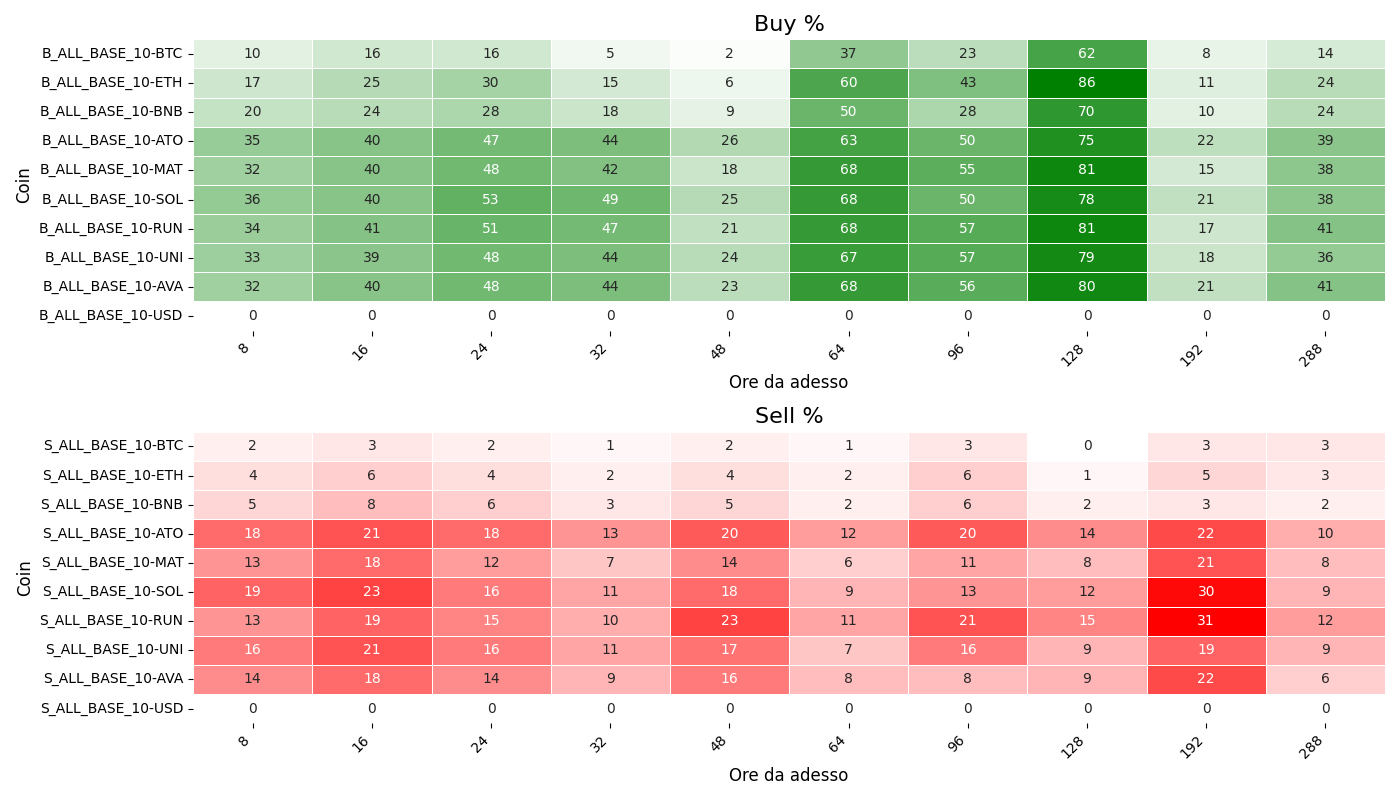 Buy %
Coin
B_ALL_BASE_10-BTC 10 16 16 5 2 37 23 62 8 14
B_ALL_BASE_10-ETH 17 25 30 15 6 60 43 86 11 24
B_ALL_BASE_10-BNB 20 24 28 18 9 50 28 70 10 24
B_ALL_BASE_10-ATO 35 40 47 44 26 63 50 75 22 39
B_ALL_BASE_10-MAT 32 40 48 42 18 68 55 81 15 38
B_ALL_BASE_10-SOL 36 40 53 49 25 68 50 78 21 38
B_ALL_BASE_10-RUN 34 41 51 47 21 68 57 81 17 41
B_ALL_BASE_10-UNI 33 39 48 44 24 67 57 79 18 36
B_ALL_BASE_10-AVA 32 40 48 44 23 68 56 80 21 41
B_ALL_BASE_10-USD 0 0 0 0 0 0 0 0 0 0
8 16 24 32 48 64 96 128 192 288
Ore da adesso
Sell %
Coin
S_ALL_BASE_10-BTC 2 3 2 1 2 1 3 0 3 3
S_ALL_BASE_10-ETH 4 6 4 2 4 2 6 1 5 3
S_ALL_BASE_10-BNB 5 8 6 3 5 2 6 2 3 2
S_ALL_BASE_10-ATO 18 21 18 13 20 12 20 14 22 10
S_ALL_BASE_10-MAT 13 18 12 7 14 6 11 8 21 8
S_ALL_BASE_10-SOL 19 23 16 11 18 9 13 12 30 9
S_ALL_BASE_10-RUN 13 19 15 10 23 11 21 15 31 12
S_ALL_BASE_10-UNI 16 21 16 11 17 7 16 9 19 9
S_ALL_BASE_10-AVA 14 18 14 9 16 8 8 9 22 6
S_ALL_BASE_10-USD 0 0 0 0 0 0 0 0 0 0
8 16 24 32 48 64 96 128 192 288
Ore da adesso